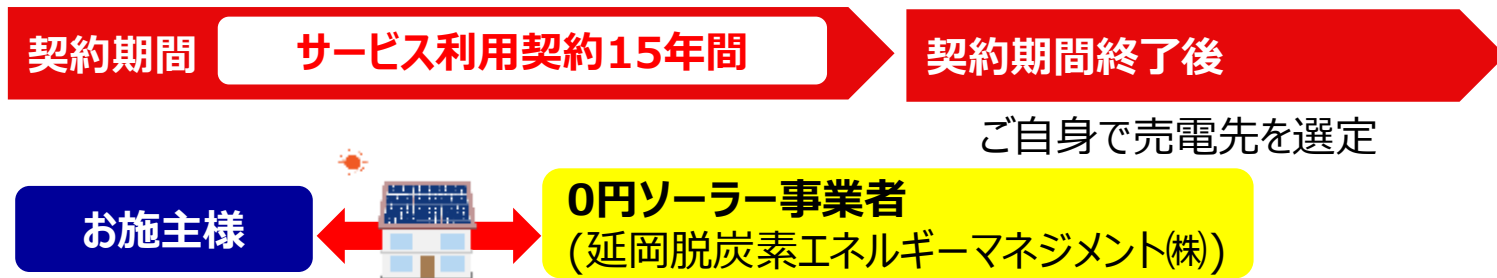 契約期間 サービス利用契約15年間 契約期間終了後
ご自身で売電先を選定
お施主様
0円ソーラー事業者
(延岡脱炭素エネルギーマネジメント㈱)